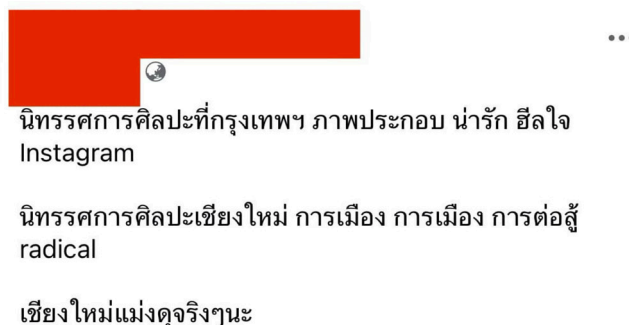 นิทรรศการศิลปะที่กรุงเทพฯ ภาพประกอบ น่ารัก ฮีลใจ
Instagram
นิทรรศการศิลปะเชียงใหม่ การเมือง การเมือง การต่อสู้
radical
เชียงใหม่แม่งดุจริงๆนะ